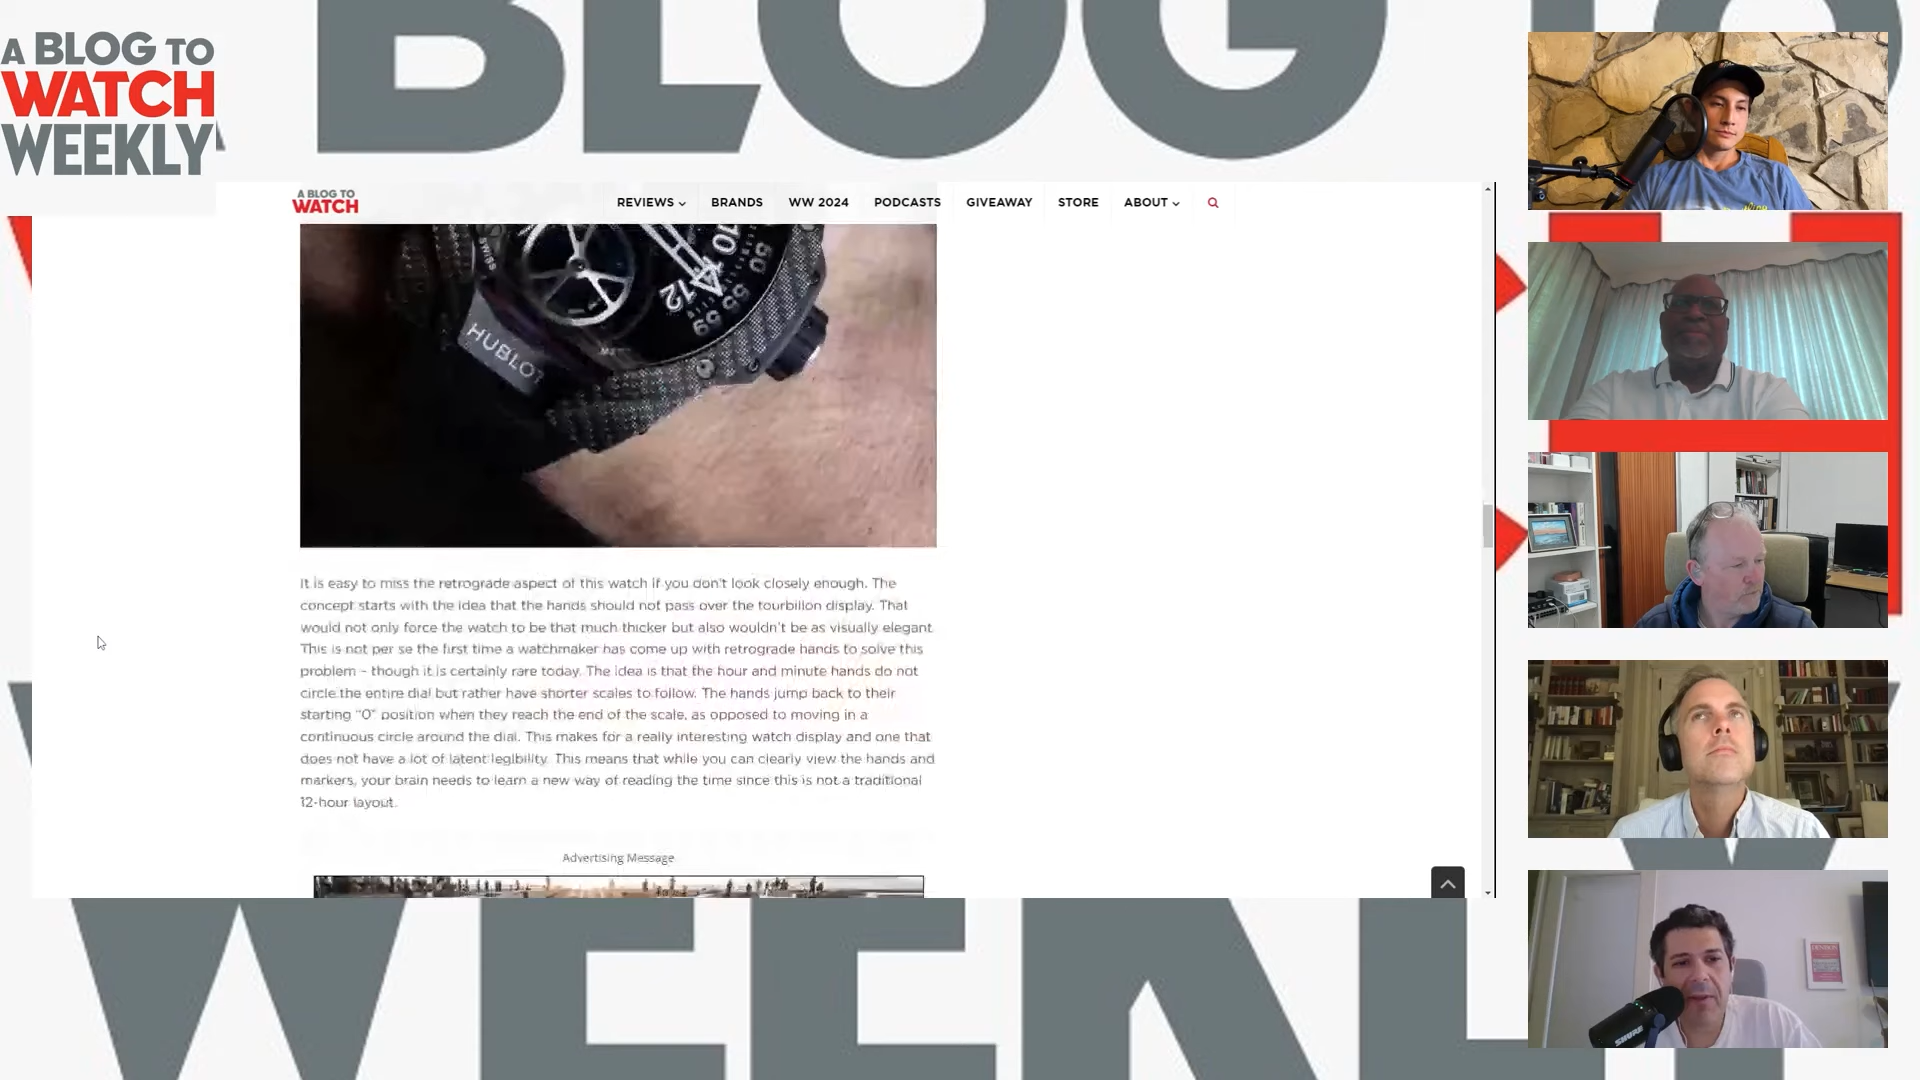 A BLOG TO
WATCH
WEEKLY
BLOG TO
A BLOG TO
WATCH
REVIEWS
BRANDS
WW 2024
PODCASTS
GIVEAWAY
STORE
ABOUT
SWISS
HUBLOT
10
12
50
55
59
It is easy to miss the retrograde aspect of this watch if you don't look closely enough. The
concept starts with the idea that the hands should not pass over the tourbillon display. That
would not only force the watch to be that much thicker but also wouldn't be as visually elegant.
This is not per se the first time a watchmaker has come up with retrograde hands to solve this
problem – though it is certainly rare today. The idea is that the hour and minute hands do not
circle the entire dial but rather have shorter scales to follow. The hands jump back to their
starting "0" position when they reach the end of the scale, as opposed to moving in a
continuous circle around the dial. This makes for a really interesting watch display and one that
does not have a lot of latent legibility. This means that while you can clearly view the hands and
markers, your brain needs to learn a new way of reading the time since this is not a traditional
12-hour layout.
Advertising Message
SHURE